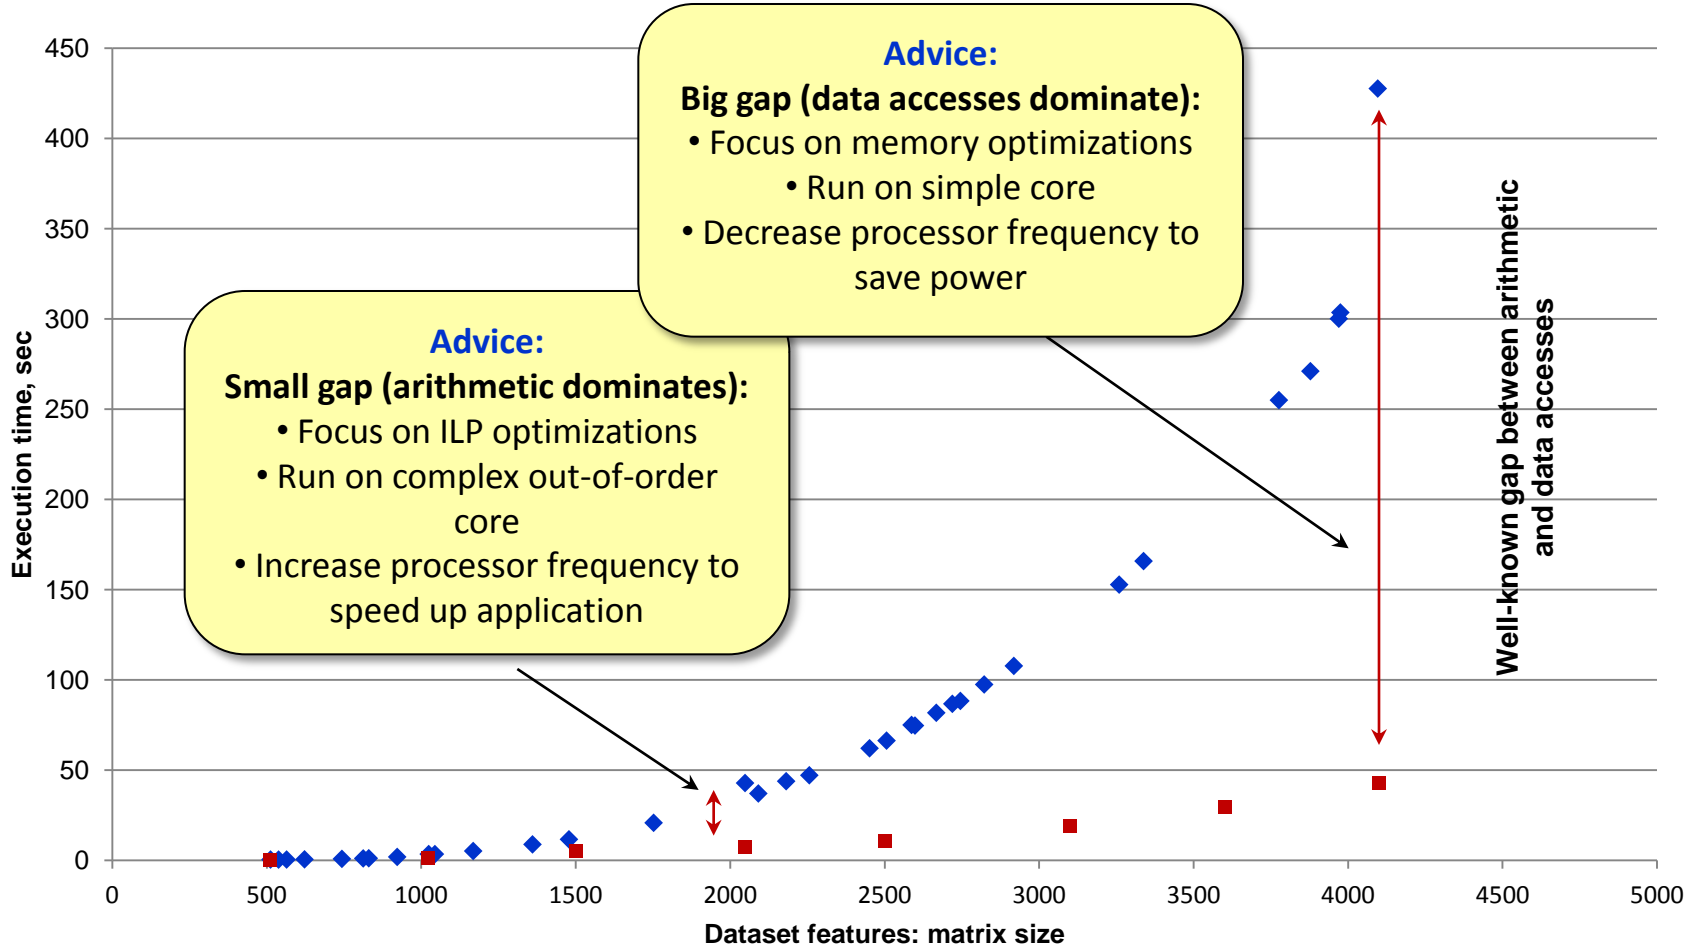 Advice:
Big gap (data accesses dominate):
• Focus on memory optimizations
• Run on simple core
• Decrease processor frequency to
save power
Advice:
Small gap (arithmetic dominates):
• Focus on ILP optimizations
• Run on complex out-of-order
core
• Increase processor frequency to
speed up application
Execution time, sec
450
400
350
300
250
200
150
100
50
0
0
500
1000
1500
2000
2500
3000
3500
4000
4500
5000
Dataset features: matrix size
Well-known gap between arithmetic
and data accesses